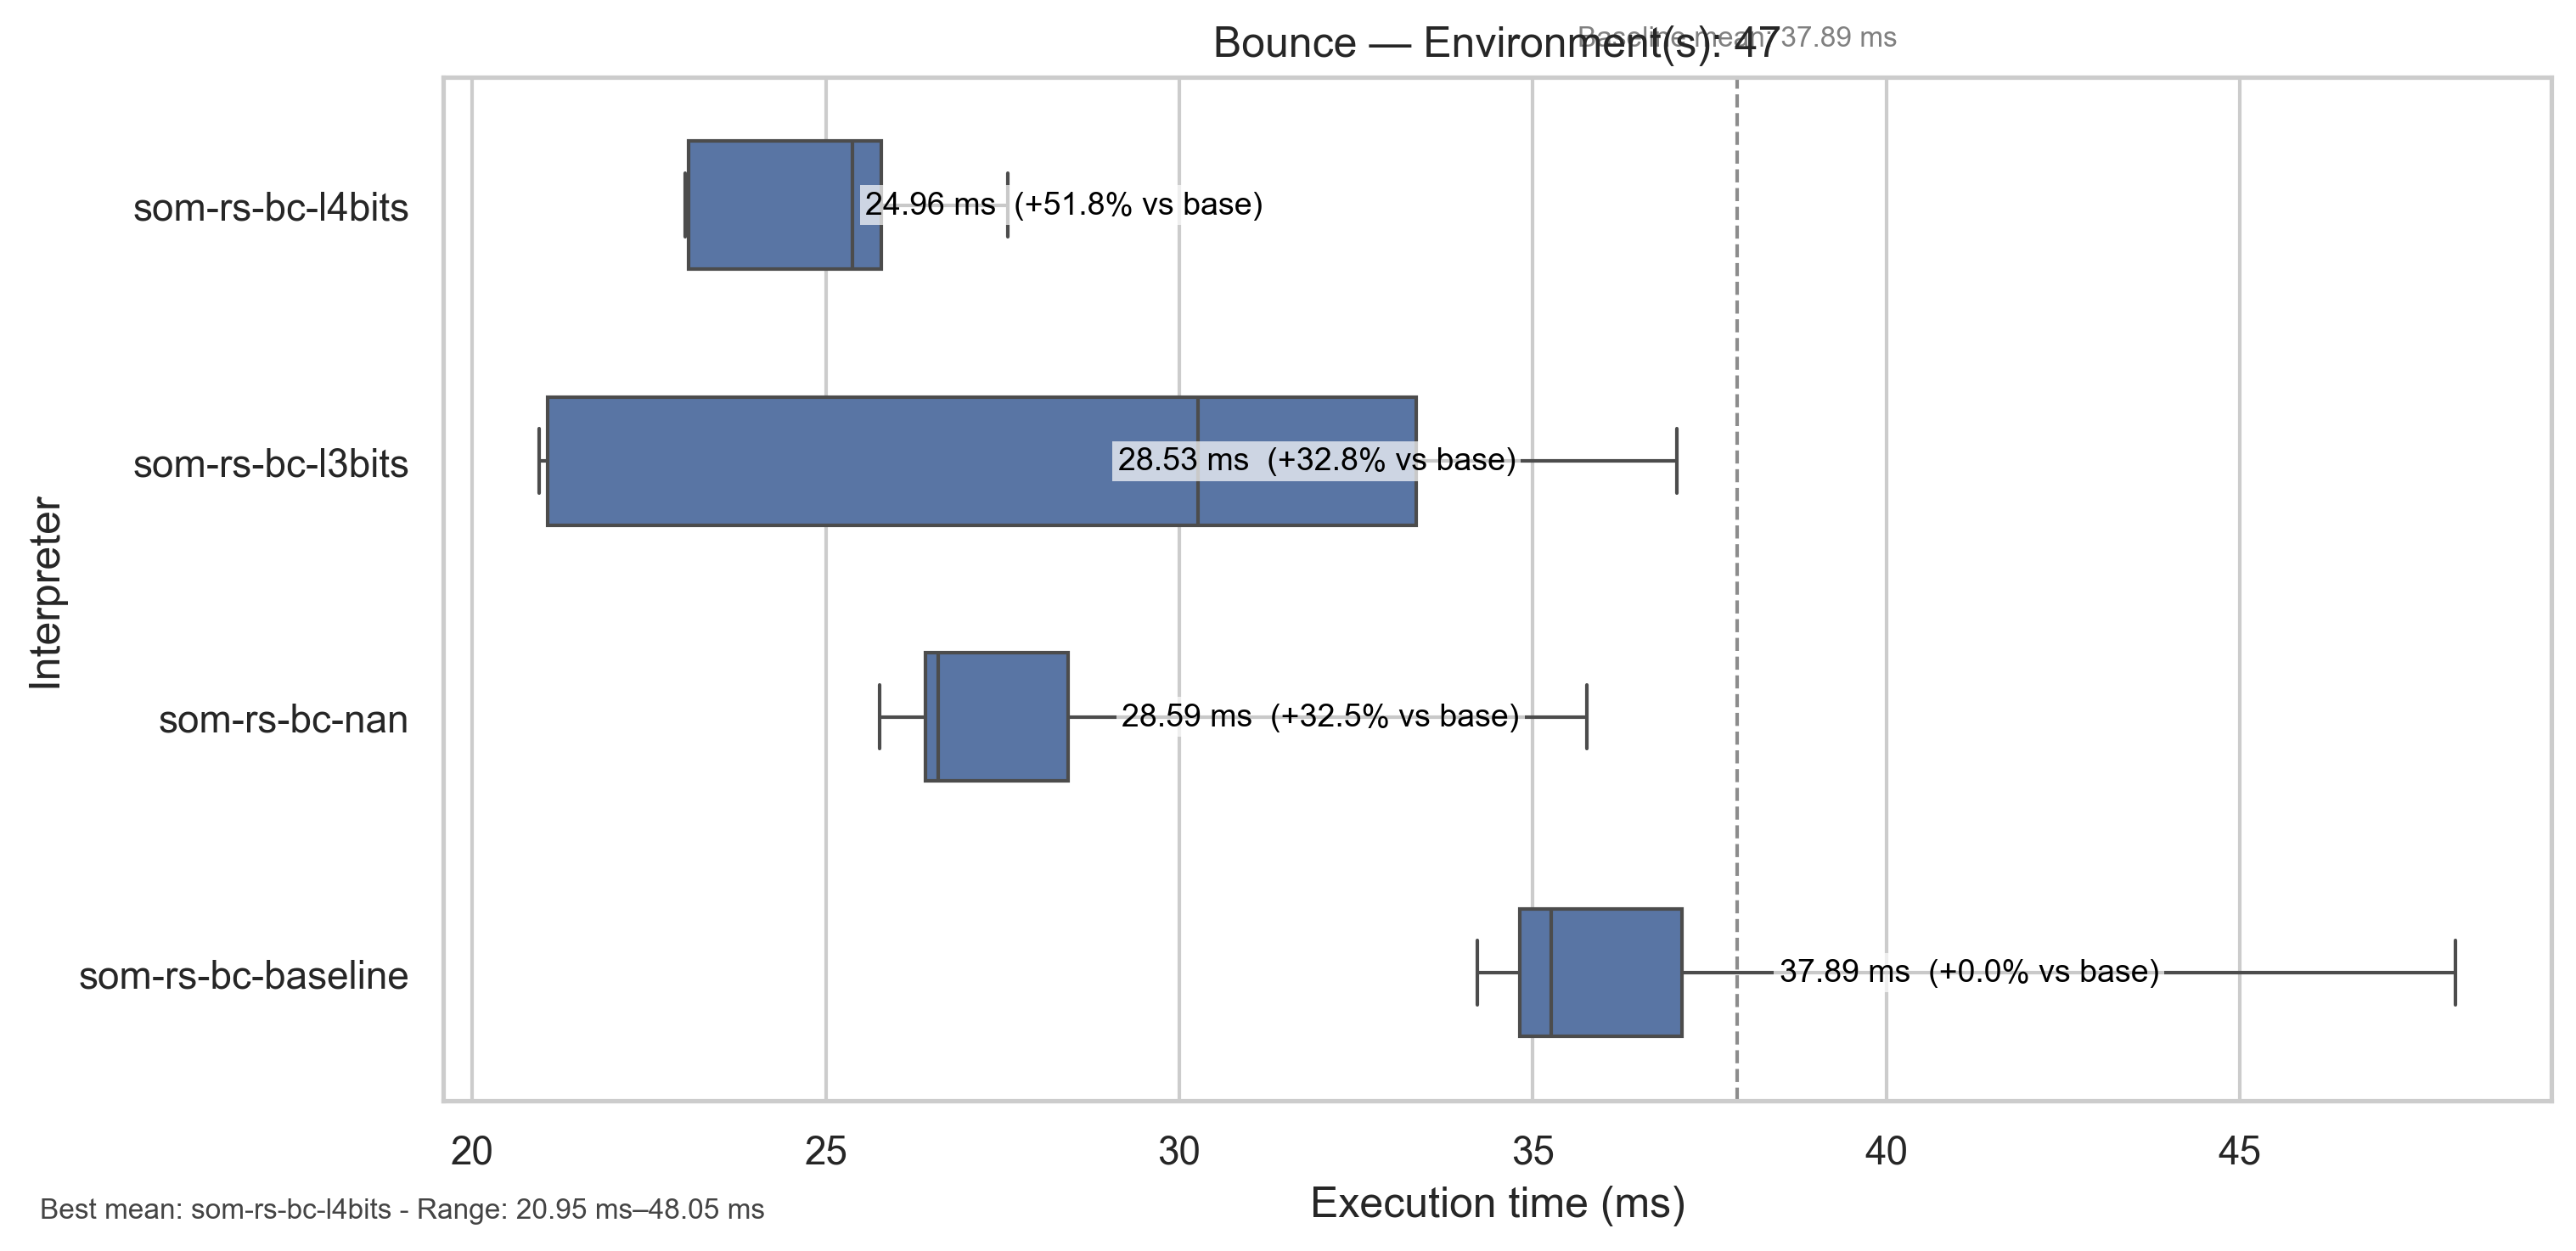 Bounce — Environment(s): 47
Baseline mean: 37.89 ms
Interpreter
som-rs-bc-l4bits
24.96 ms (+51.8% vs base)
som-rs-bc-l3bits
28.53 ms (+32.8% vs base)
som-rs-bc-nan
28.59 ms (+32.5% vs base)
som-rs-bc-baseline
37.89 ms (+0.0% vs base)
20 25 30 35 40 45
Execution time (ms)
Best mean: som-rs-bc-l4bits - Range: 20.95 ms–48.05 ms